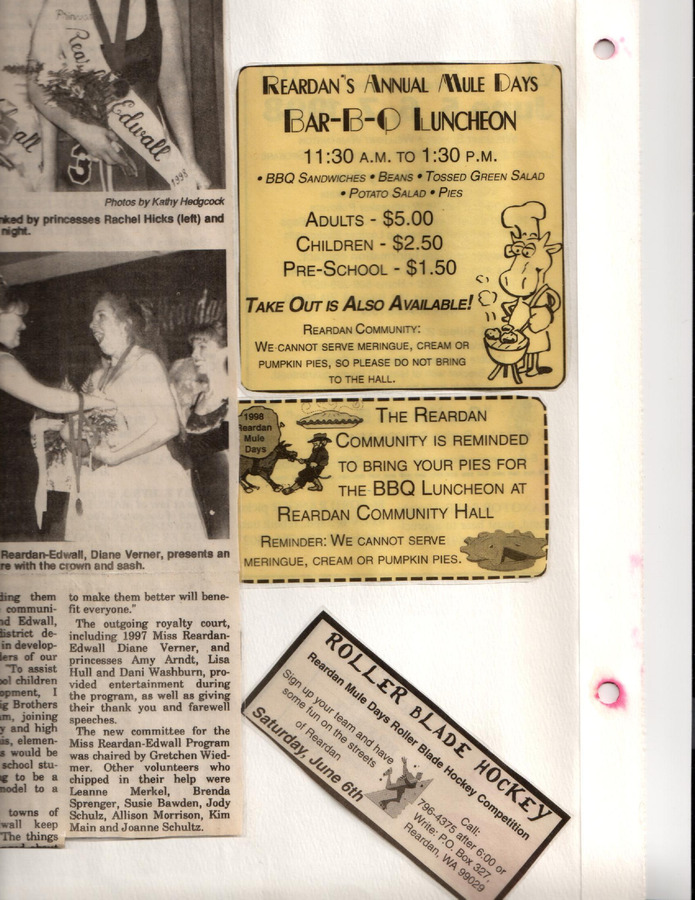 Princess
Reardan
Edwall
1998
all
3
Photos by Kathy Hedgcock
nked by princesses Rachel Hicks (left) and
night.
Reardan-Edwall, Diane Verner, presents an
re with the crown and sash.
ding them
communi-
nd Edwall,
district de-
in develop-
ders of our
"To assist
ool children
opment, I
ig Brothers
am, joining
y and high
is, elemen-
s would be
school stu-
g to be a
model to a
towns of
wall keep
"The things
to make them better will bene-
fit everyone."
The outgoing royalty court,
including 1997 Miss Reardan-
Edwall Diane Verner, and
princesses Amy Arndt, Lisa
Hull and Dani Washburn, pro-
vided entertainment during
the program, as well as giving
their thank you and farewell
speeches.
The new committee for the
Miss Reardan-Edwall Program
was chaired by Gretchen Wied-
mer. Other volunteers who
chipped in their help were
Leanne Merkel, Brenda
Sprenger, Susie Bawden, Jody
Schulz, Allison Morrison, Kim
Main and Joanne Schultz.
REARDAN'S ANNUAL MULE DAYS
BAR-B-Q LUNCHEON
11:30 A.M. TO 1:30 P.M.
• BBQ SANDWICHES • BEANS • TOSSED GREEN SALAD
• POTATO SALAD • PIES
ADULTS - $5.00
CHILDREN - $2.50
PRE-SCHOOL - $1.50
TAKE OUT IS ALSO AVAILABLE!
REARDAN COMMUNITY:
WE CANNOT SERVE MERINGUE, CREAM OR
PUMPKIN PIES, SO PLEASE DO NOT BRING
TO THE HALL.
1998
Reardan
Mule
Days
THE REARDAN
COMMUNITY IS REMINDED
TO BRING YOUR PIES FOR
THE BBQ LUNCHEON AT
REARDAN COMMUNITY HALL
REMINDER: WE CANNOT SERVE
MERINGUE, CREAM OR PUMPKIN PIES.
ROLLER BLADE HOCKEY
Reardan Mule Days Roller Blade Hockey Competition
Sign up your team and have
some fun on the streets
of Reardan
Saturday, June 6th
Call:
796-4375 after 6:00 or
Write: P.O. Box 327,
Reardan, WA 99029